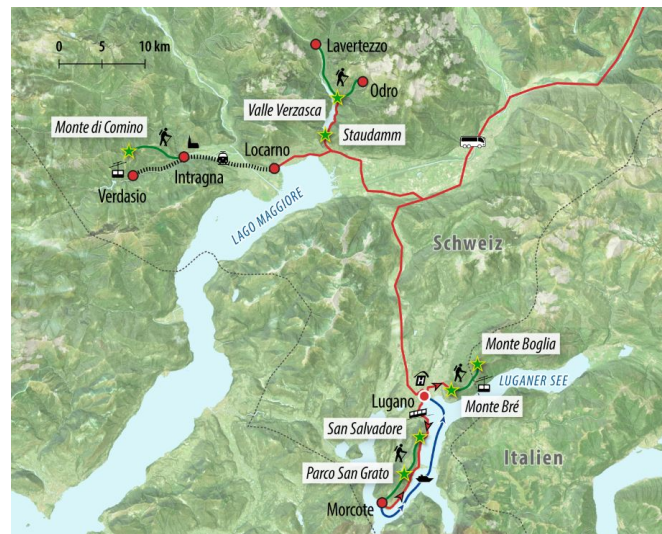 0 5 10 km
Lavertezzo
Odro
Valle Verzasca
Monte di Comino
Staudamm
Locarno
Intragna
Verdasio
LAGO MAGGIORE
Schweiz
Monte Boglia
LUGANER SEE
Lugano
Monte Bré
San Salvadore
Italien
Parco San Grato
Morcote